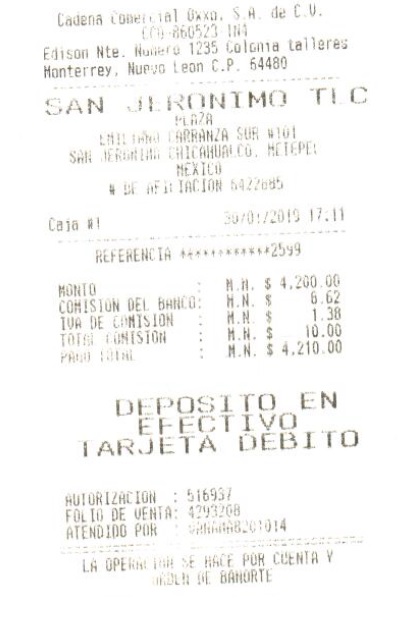 Cadena Comercial Oxxo, S.A. de C.V.
CCO-860523-1N4
Edison Nte. Numero 1235 Colonia talleres
Monterrey, Nuevo Leon C.P. 64480
SAN JERONIMO TLC
PLAZA
EMILIANO CARRANZA SUR #101
SAN JERONIMO CHICAHUALCO, METEPEC
MEXICO
# DE AFILIACION 6422685
Caja #1 30/01/2019 17:11
REFERENCIA ************2599
MONTO : M.N. $ 4,200.00
COMISION DEL BANCO: M.N. $ 8.62
IVA DE COMISION : M.N. $ 1.38
TOTAL COMISION : M.N. $ 10.00
PAGO TOTAL : M.N. $ 4,210.00
DEPOSITO EN
EFECTIVO
TARJETA DEBITO
AUTORIZACION : 516937
FOLIO DE VENTA: 4293208
ATENDIDO POR :
LA OPERACION SE HACE POR CUENTA Y
ORDEN DE BANORTE